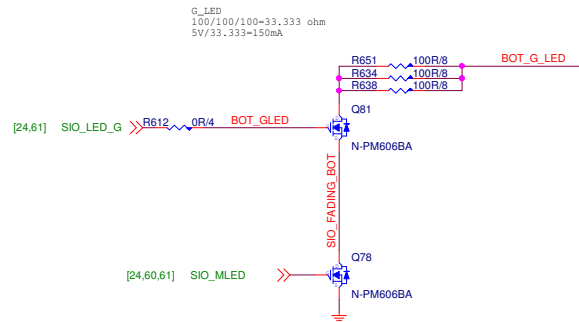 G_LED
100/100/100=33.333 ohm
5V/33.333=150mA
R651 100R/8 BOT_G_LED
R634 100R/8
R638 100R/8
Q81
[24,61] SIO_LED_G R612 0R/4 BOT_GLED
N-PM606BA
SIO_FADING_BOT
Q78
[24,60,61] SIO_MLED
N-PM606BA